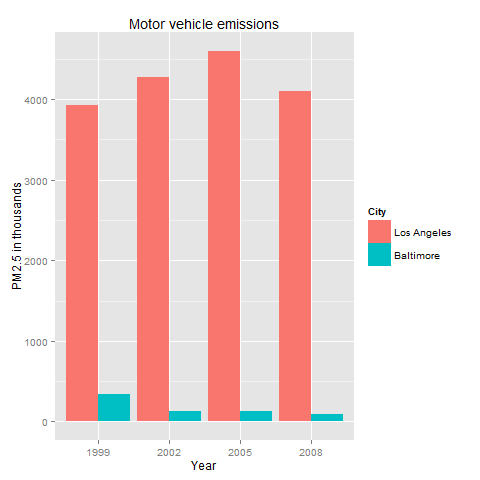 Motor vehicle emissions
PM2.5 in thousands
4000
3000
2000
1000
0
1999 2002 2005 2008
Year
City
Los Angeles
Baltimore